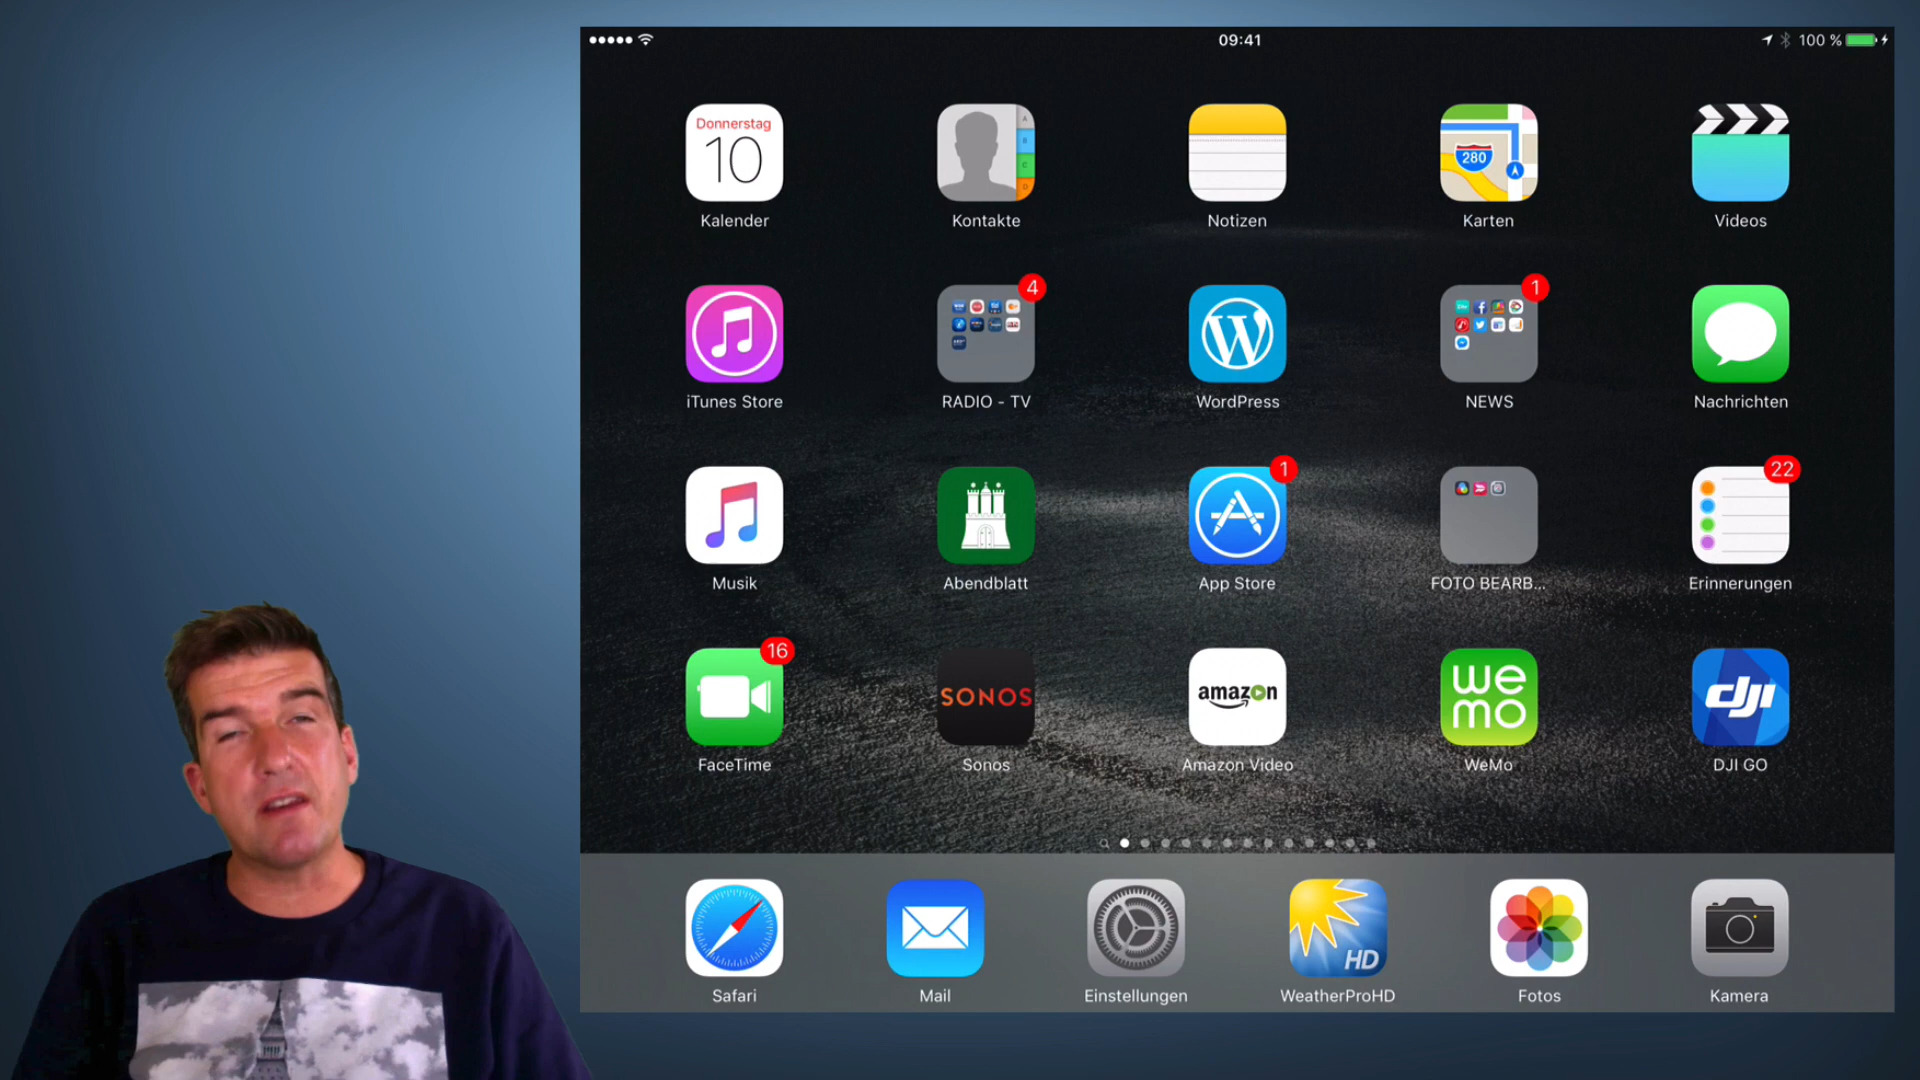 09:41
100 %
Donnerstag
10
A
B
C
D
280
Kalender
Kontakte
Notizen
Karten
Videos
4
1
iTunes Store
RADIO - TV
WordPress
NEWS
Nachrichten
1
22
Musik
Abendblatt
App Store
FOTO BEARB...
Erinnerungen
16
SONOS
amazon
we
mo
dji
FaceTime
Sonos
Amazon Video
WeMo
DJI GO
HD
Safari
Mail
Einstellungen
WeatherProHD
Fotos
Kamera